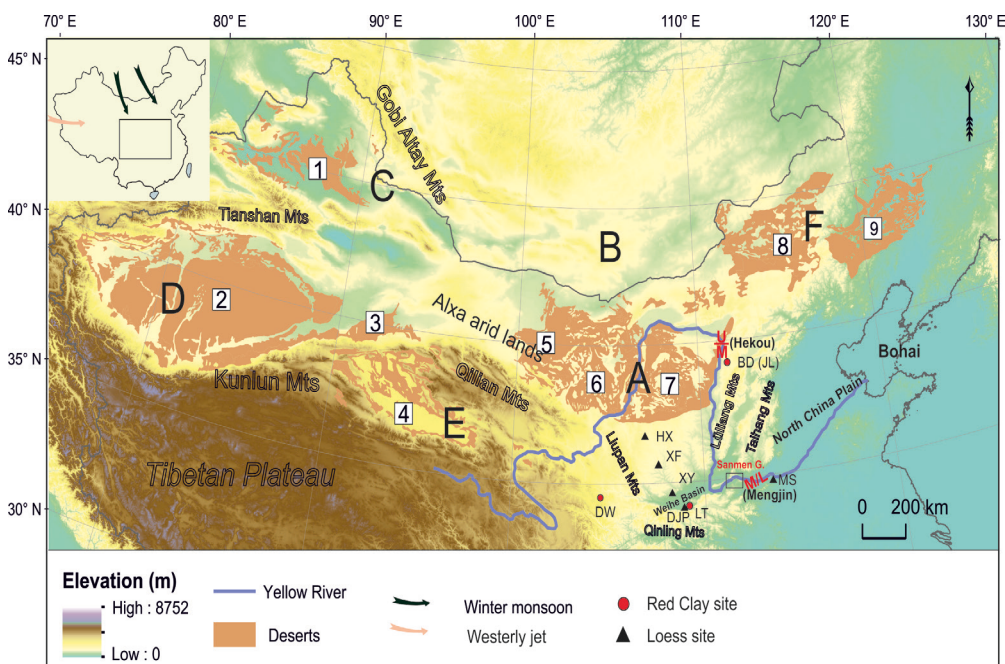 70° E 80° E 90° E 100° E 110° E 120° E 130° E
45° N
40° N
35° N
30° N
Gobi Altay Mts
1
C
Tianshan Mts
B
F
9
8
D
2
3
Alxa arid lands
5
U
M
(Hekou)
BD (JL)
Bohai
Kunlun Mts
Qilian Mts
6
A
7
4
E
Lüliang Mts
Taihang Mts
North China Plain
Tibetan Plateau
Liupan Mts
HX
XF
XY
Sanmen G.
M/L
MS
(Mengjin)
DW
Weihe Basin
DJP
LT
Qinling Mts
0 200 km
Elevation (m)
High : 8752
Low : 0
Yellow River
Deserts
Winter monsoon
Westerly jet
Red Clay site
Loess site